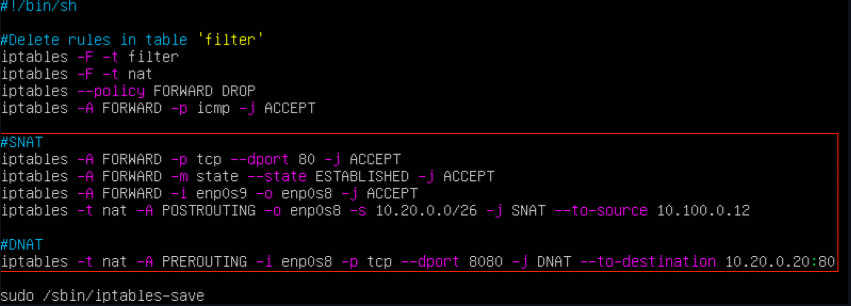 #!/bin/sh
#Delete rules in table 'filter'
iptables -F -t filter
iptables -F -t nat
iptables --policy FORWARD DROP
iptables -A FORWARD -p icmp -j ACCEPT
#SNAT
iptables -A FORWARD -p tcp --dport 80 -j ACCEPT
iptables -A FORWARD -m state --state ESTABLISHED -j ACCEPT
iptables -A FORWARD -i enp0s9 -o enp0s8 -j ACCEPT
iptables -t nat -A POSTROUTING -o enp0s8 -s 10.20.0.0/26 -j SNAT --to-source 10.100.0.12
#DNAT
iptables -t nat -A PREROUTING -i enp0s8 -p tcp --dport 8080 -j DNAT --to-destination 10.20.0.20:80
sudo /sbin/iptables-save